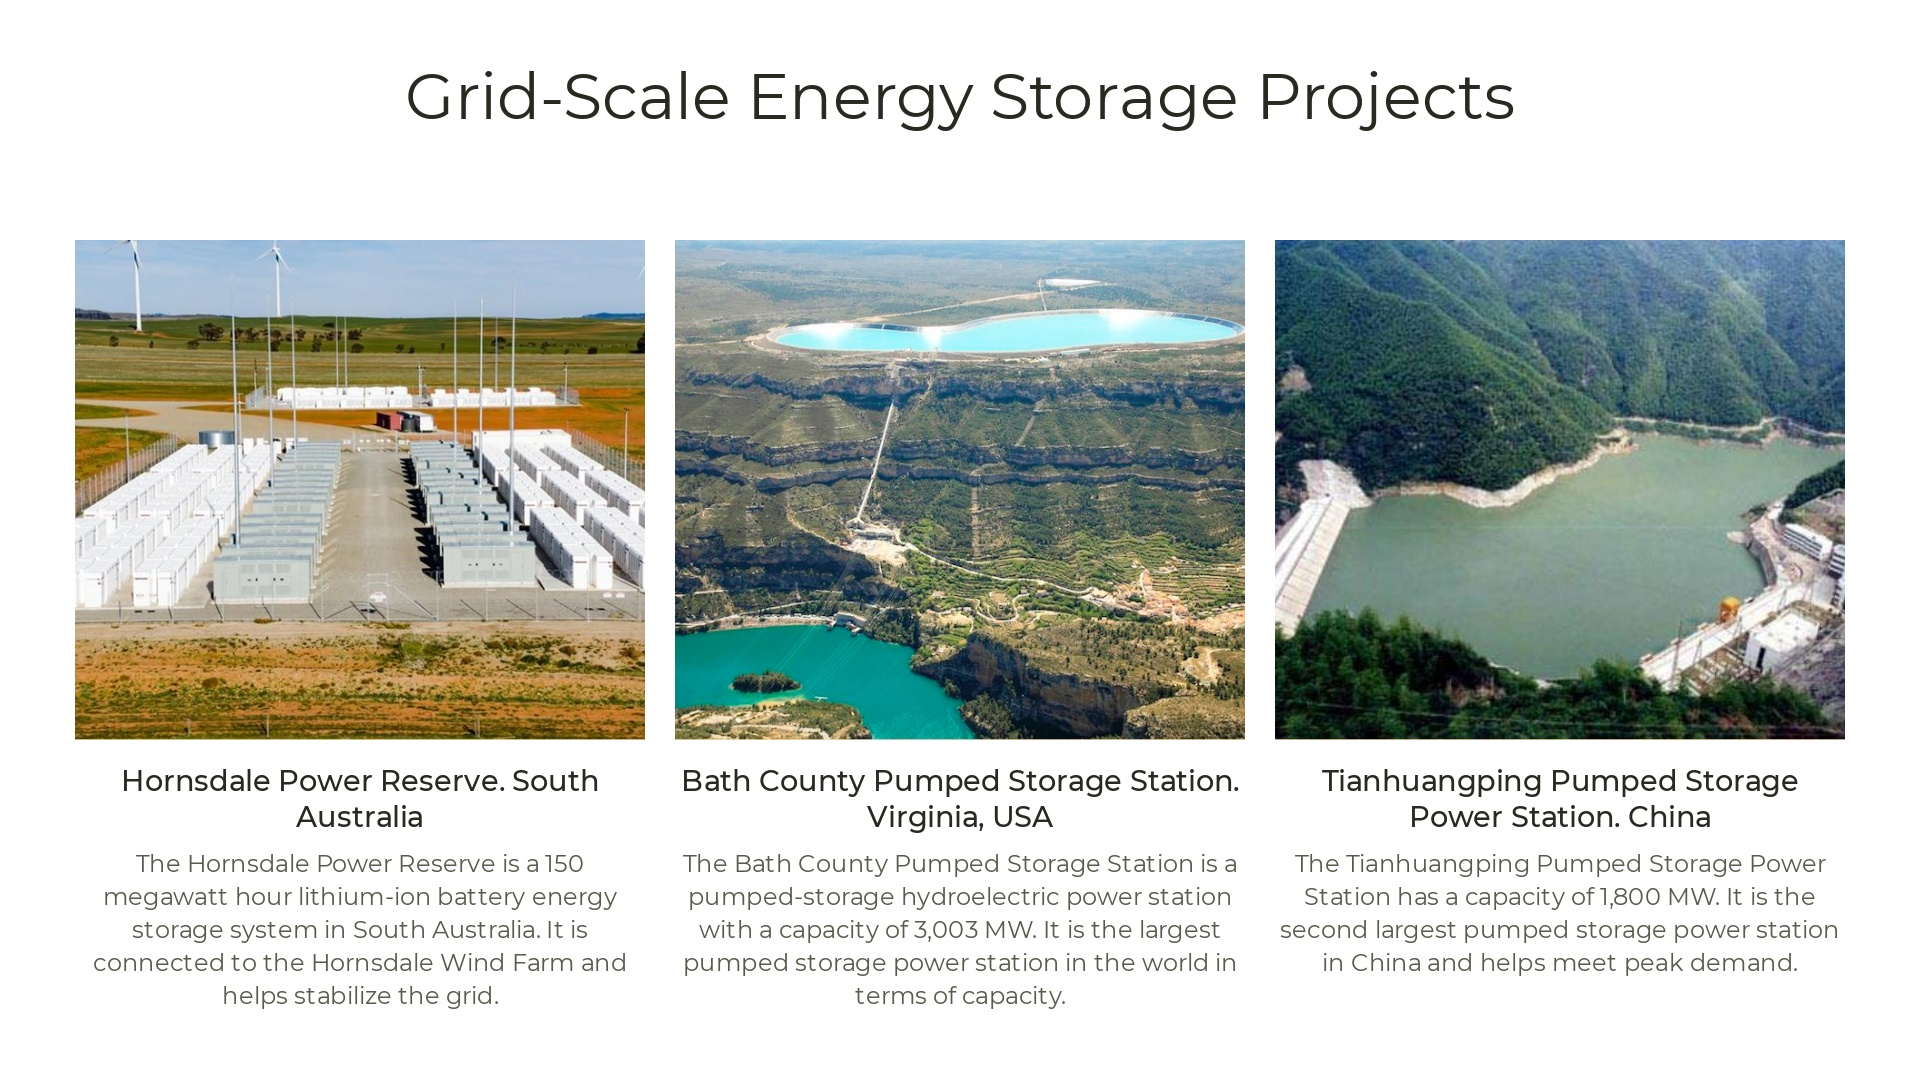 Grid-Scale Energy Storage Projects
Hornsdale Power Reserve. South
Australia
The Hornsdale Power Reserve is a 150
megawatt hour lithium-ion battery energy
storage system in South Australia. It is
connected to the Hornsdale Wind Farm and
helps stabilize the grid.
Bath County Pumped Storage Station.
Virginia, USA
The Bath County Pumped Storage Station is a
pumped-storage hydroelectric power station
with a capacity of 3,003 MW. It is the largest
pumped storage power station in the world in
terms of capacity.
Tianhuangping Pumped Storage
Power Station. China
The Tianhuangping Pumped Storage Power
Station has a capacity of 1,800 MW. It is the
second largest pumped storage power station
in China and helps meet peak demand.